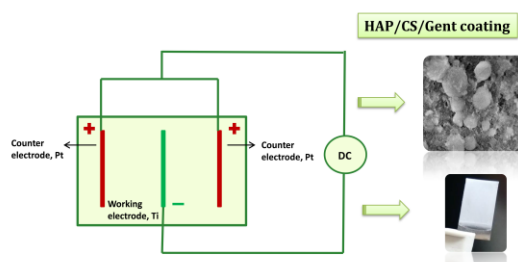 HAP/CS/Gent coating
+
+
Counter
electrode, Pt
Counter
electrode, Pt
DC
Working
electrode, Ti
–